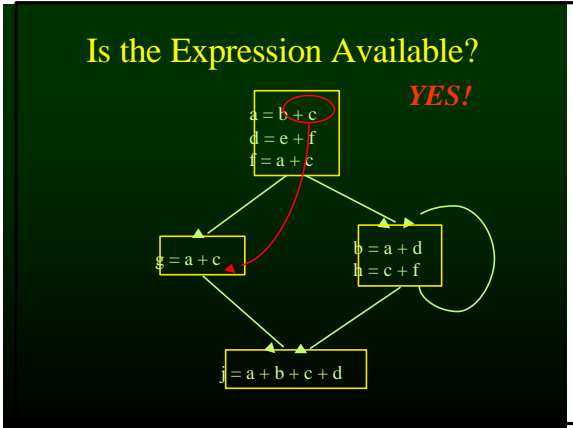 Is the Expression Available?
YES!
a = b + c
d = e + f
f = a + c
g = a + c
b = a + d
h = c + f
j = a + b + c + d